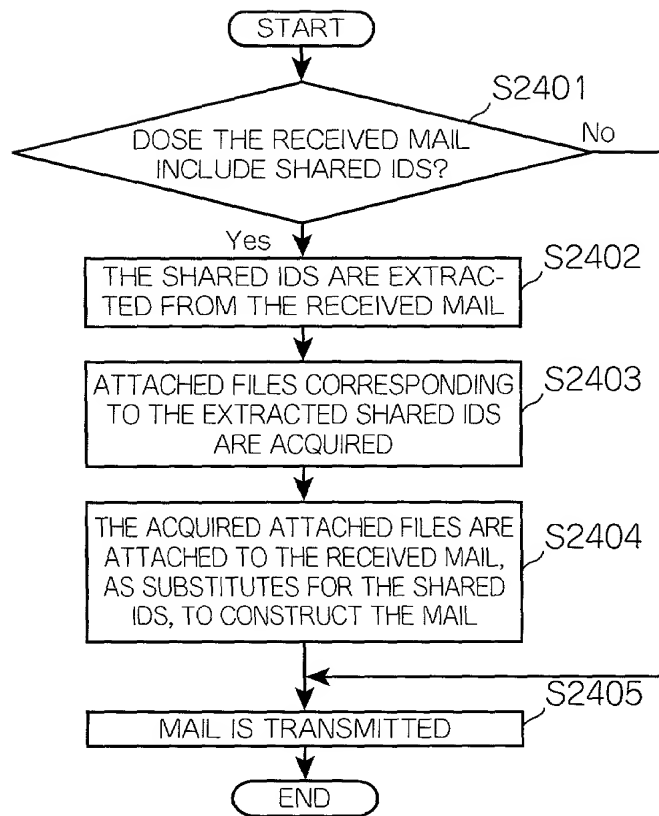 START
S2401
DOSE THE RECEIVED MAIL
INCLUDE SHARED IDS?
No
Yes
S2402
THE SHARED IDS ARE EXTRAC-
TED FROM THE RECEIVED MAIL
S2403
ATTACHED FILES CORRESPONDING
TO THE EXTRACTED SHARED IDS
ARE ACQUIRED
S2404
THE ACQUIRED ATTACHED FILES ARE
ATTACHED TO THE RECEIVED MAIL,
AS SUBSTITUTES FOR THE SHARED
IDS, TO CONSTRUCT THE MAIL
S2405
MAIL IS TRANSMITTED
END